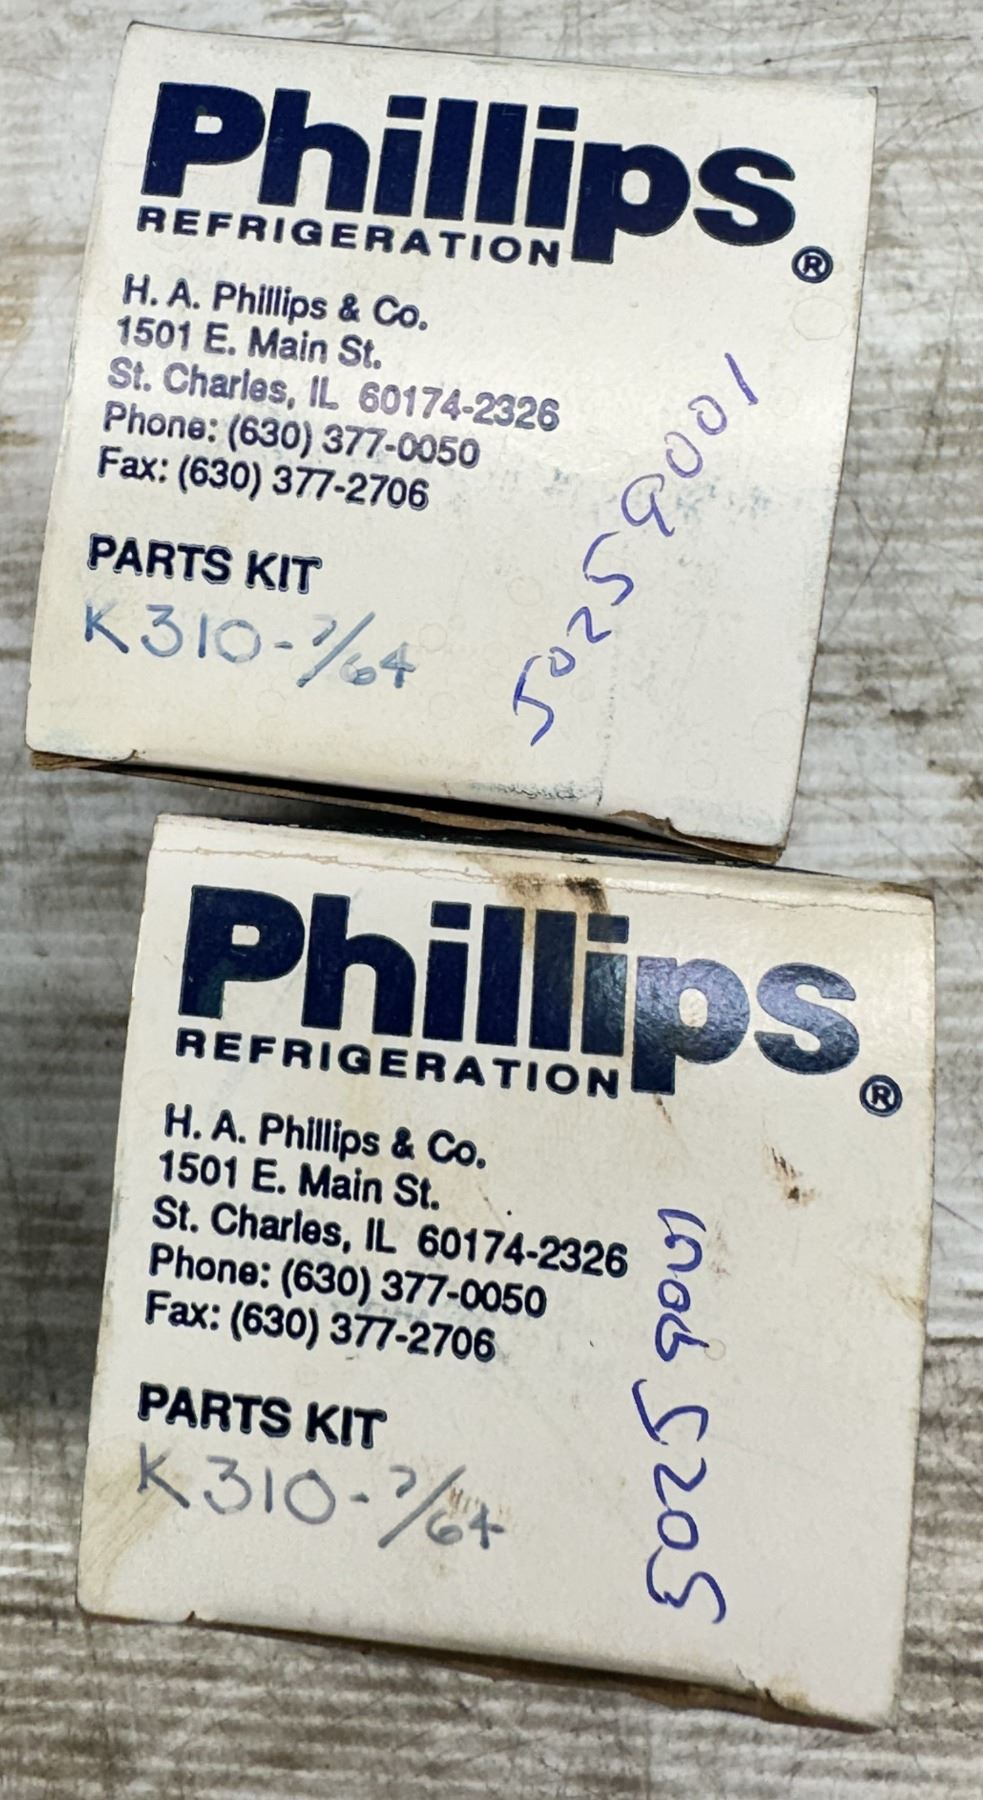 Phillips®
REFRIGERATION
H. A. Phillips & Co.
1501 E. Main St.
St. Charles, IL 60174-2326
Phone: (630) 377-0050
Fax: (630) 377-2706
PARTS KIT
K310-7/64
50259001
Phillips®
REFRIGERATION
H. A. Phillips & Co.
1501 E. Main St.
St. Charles, IL 60174-2326
Phone: (630) 377-0050
Fax: (630) 377-2706
PARTS KIT
K310-7/64